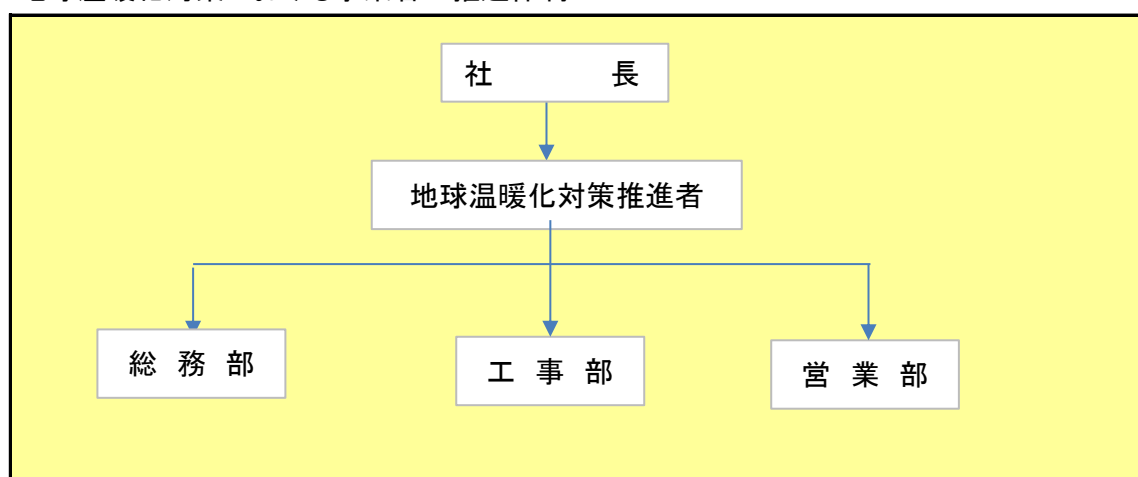 社 長
地球温暖化対策推進者
総 務 部
工 事 部
営 業 部